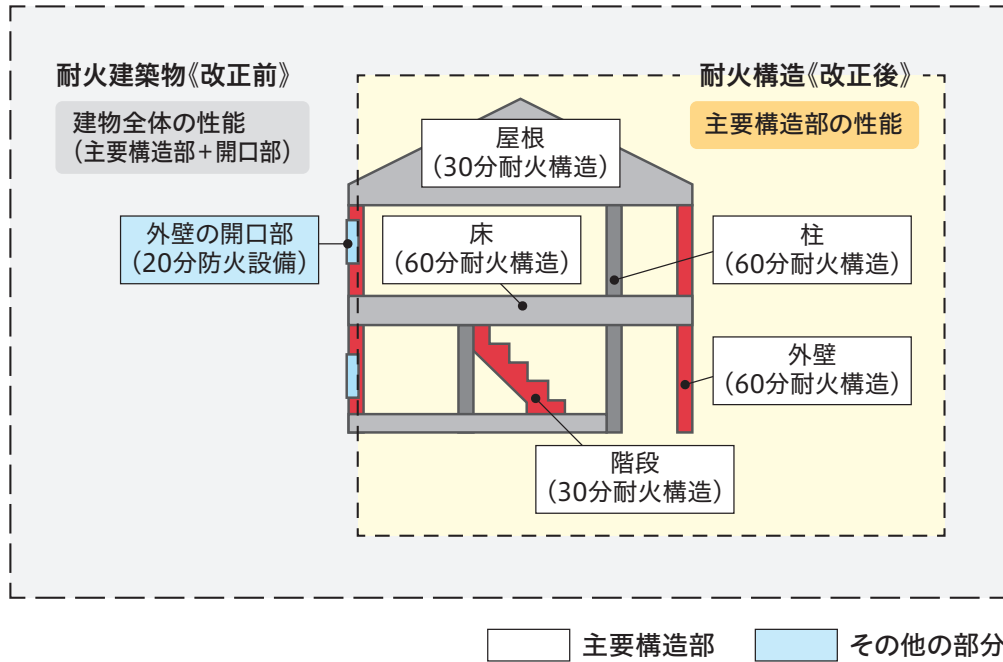 耐火建築物《改正前》
建物全体の性能
(主要構造部+開口部)
耐火構造《改正後》
主要構造部の性能
屋根
(30分耐火構造)
外壁の開口部
(20分防火設備)
床
(60分耐火構造)
柱
(60分耐火構造)
外壁
(60分耐火構造)
階段
(30分耐火構造)
主要構造部
その他の部分